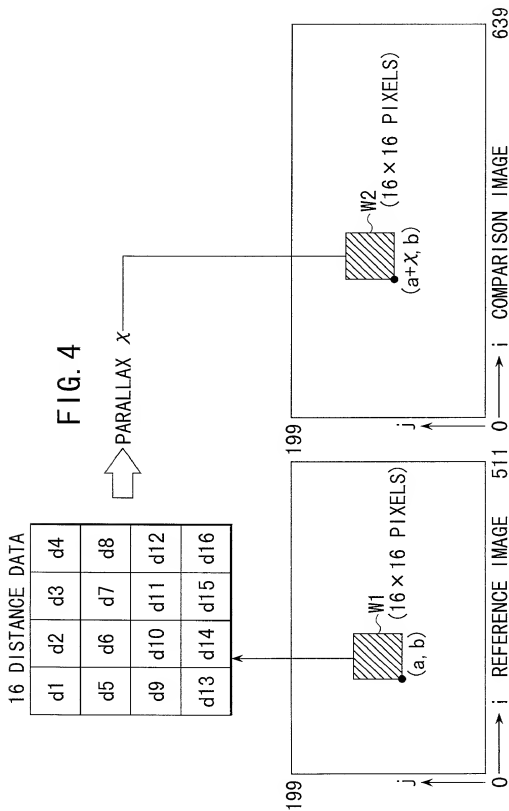 FIG. 4
16 DISTANCE DATA
d1 d2 d3 d4
d5 d6 d7 d8
d9 d10 d11 d12
d13 d14 d15 d16
PARALLAX χ
199
j
W1
(16×16 PIXELS)
(a, b)
0 i REFERENCE IMAGE 511
199
j
W2
(16×16 PIXELS)
(a+χ, b)
0 i COMPARISON IMAGE 639